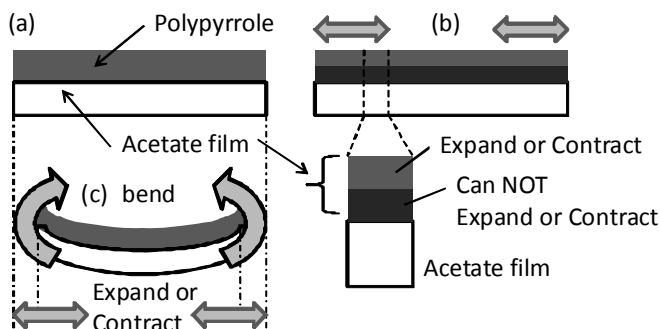 (a)
Polypyrrole
(b)
Acetate film
Expand or Contract
Can NOT
Expand or Contract
Acetate film
(c) bend
Expand or
Contract